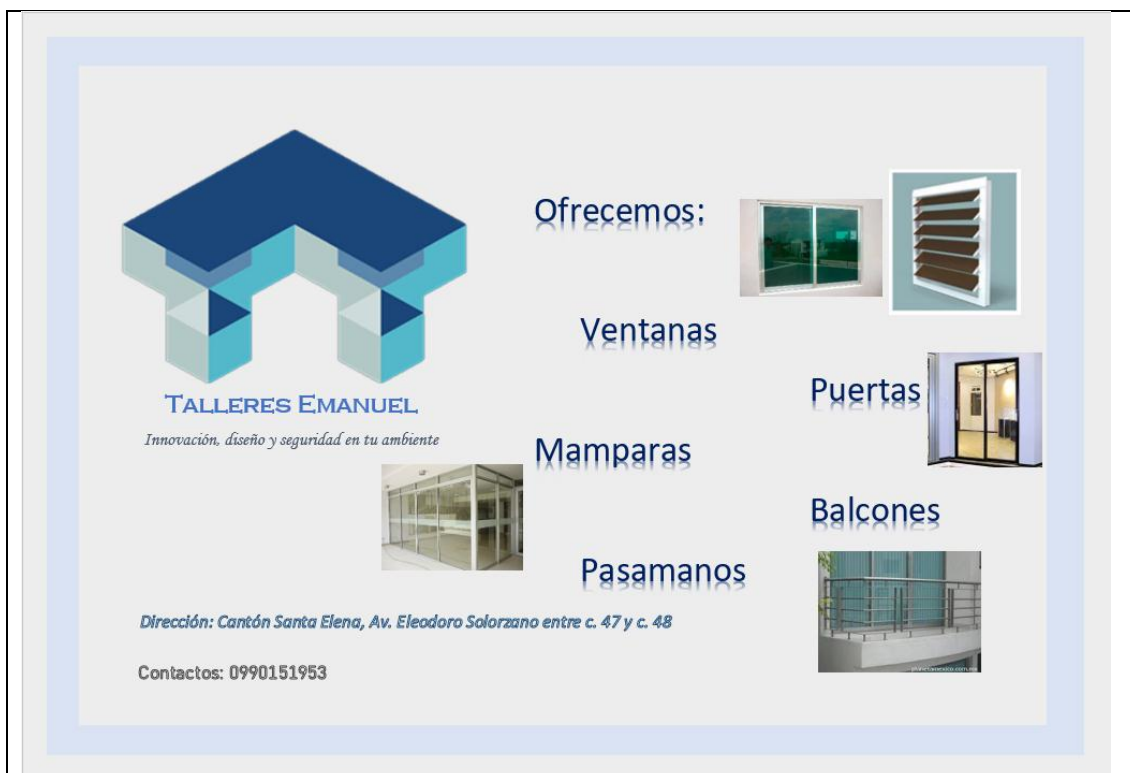 Ofrecemos:
Ventanas
Puertas
TALLERES EMANUEL
Innovación, diseño y seguridad en tu ambiente
Mamparas
Balcones
Pasamanos
Dirección: Cantón Santa Elena, Av. Eleodoro Solorzano entre c. 47 y c. 48
Contactos: 0990151953